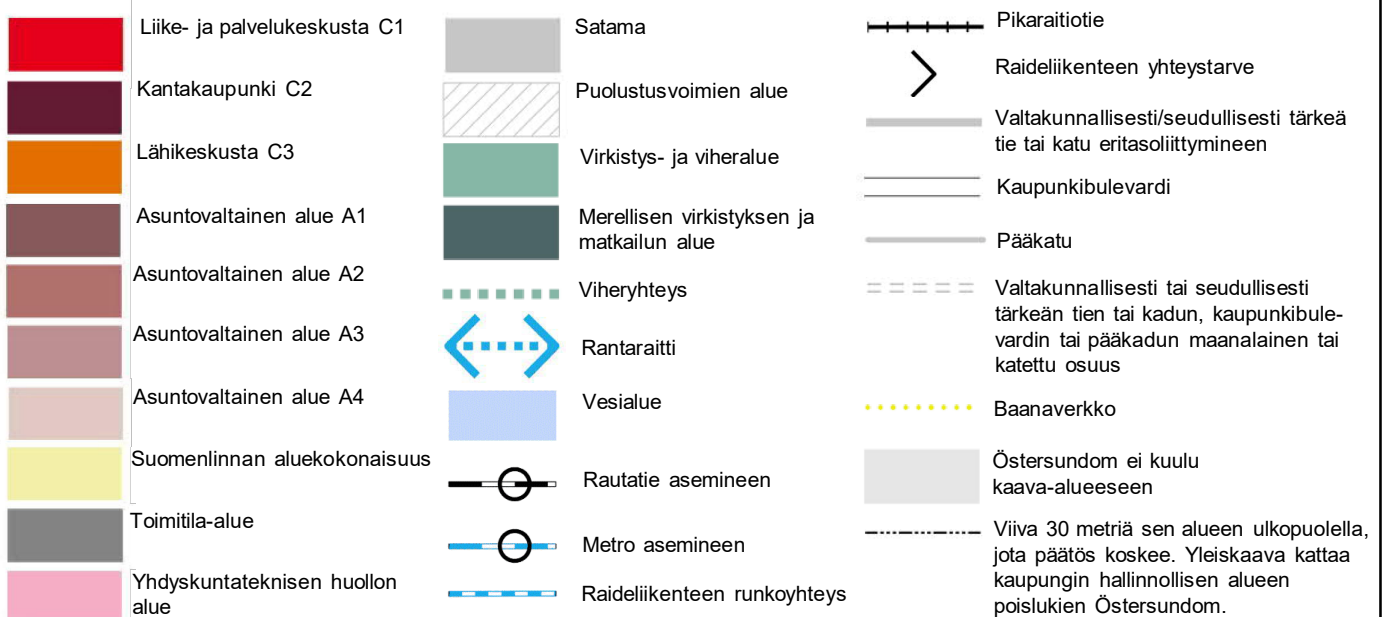 Liike- ja palvelukeskusta C1
Kantakaupunki C2
Lähikeskusta C3
Asuntovaltainen alue A1
Asuntovaltainen alue A2
Asuntovaltainen alue A3
Asuntovaltainen alue A4
Suomenlinnan aluekokonaisuus
Toimitila-alue
Yhdyskuntateknisen huollon
alue
Satama
Puolustusvoimien alue
Virkistys- ja viheralue
Merellisen virkistyksen ja
matkailun alue
Viheryhteys
Rantaraitti
Vesialue
Rautatie asemineen
Metro asemineen
Raideliikenteen runkoyhteys
Pikaraitiotie
Raideliikenteen yhteystarve
Valtakunnallisesti/seudullisesti tärkeä
tie tai katu eritasoliittymineen
Kaupunkibulevardi
Pääkatu
Valtakunnallisesti tai seudullisesti
tärkeän tien tai kadun, kaupunkibule-
vardin tai pääkadun maanalainen tai
katettu osuus
Baanaverkko
Östersundom ei kuulu
kaava-alueeseen
Viiva 30 metriä sen alueen ulkopuolella,
jota päätös koskee. Yleiskaava kattaa
kaupungin hallinnollisen alueen
poislukien Östersundom.